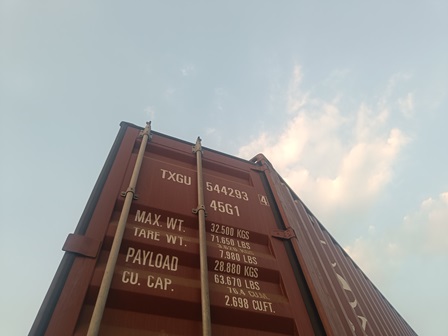 TXGU 544293 4
45G1
MAX. WT. 32.500 KGS
71.650 LBS
TARE WT.
7.980 LBS
PAYLOAD 28.880 KGS
63.670 LBS
CU. CAP.
2.698 CU.FT.